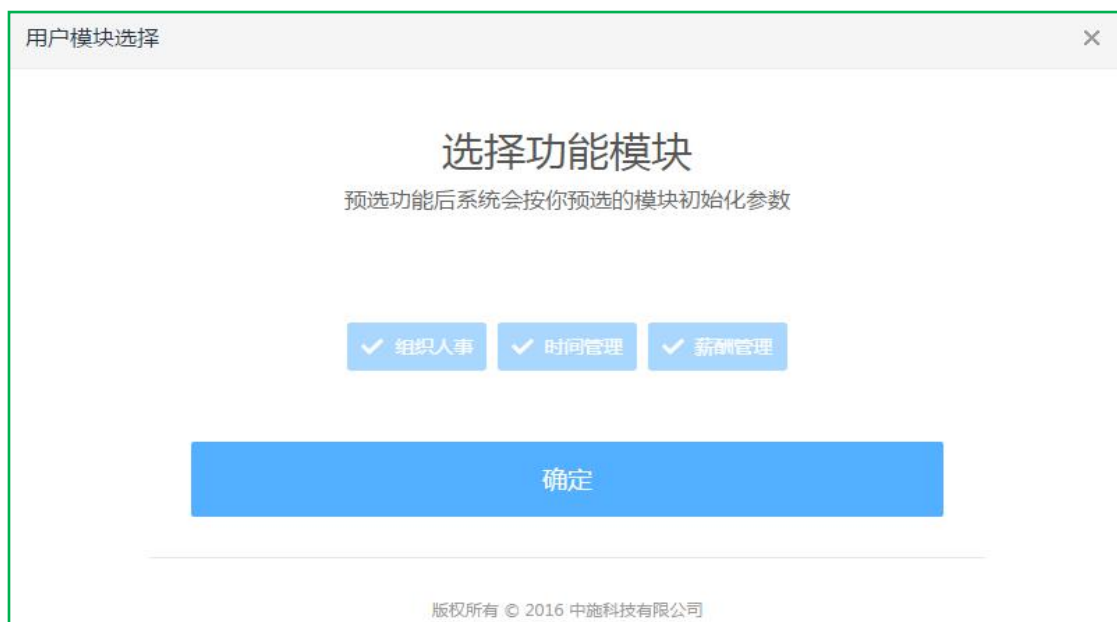 用户模块选择
选择功能模块
预选功能后系统会按你预选的模块初始化参数
组织人事 时间管理 薪酬管理
确定
版权所有 © 2016 中施科技有限公司